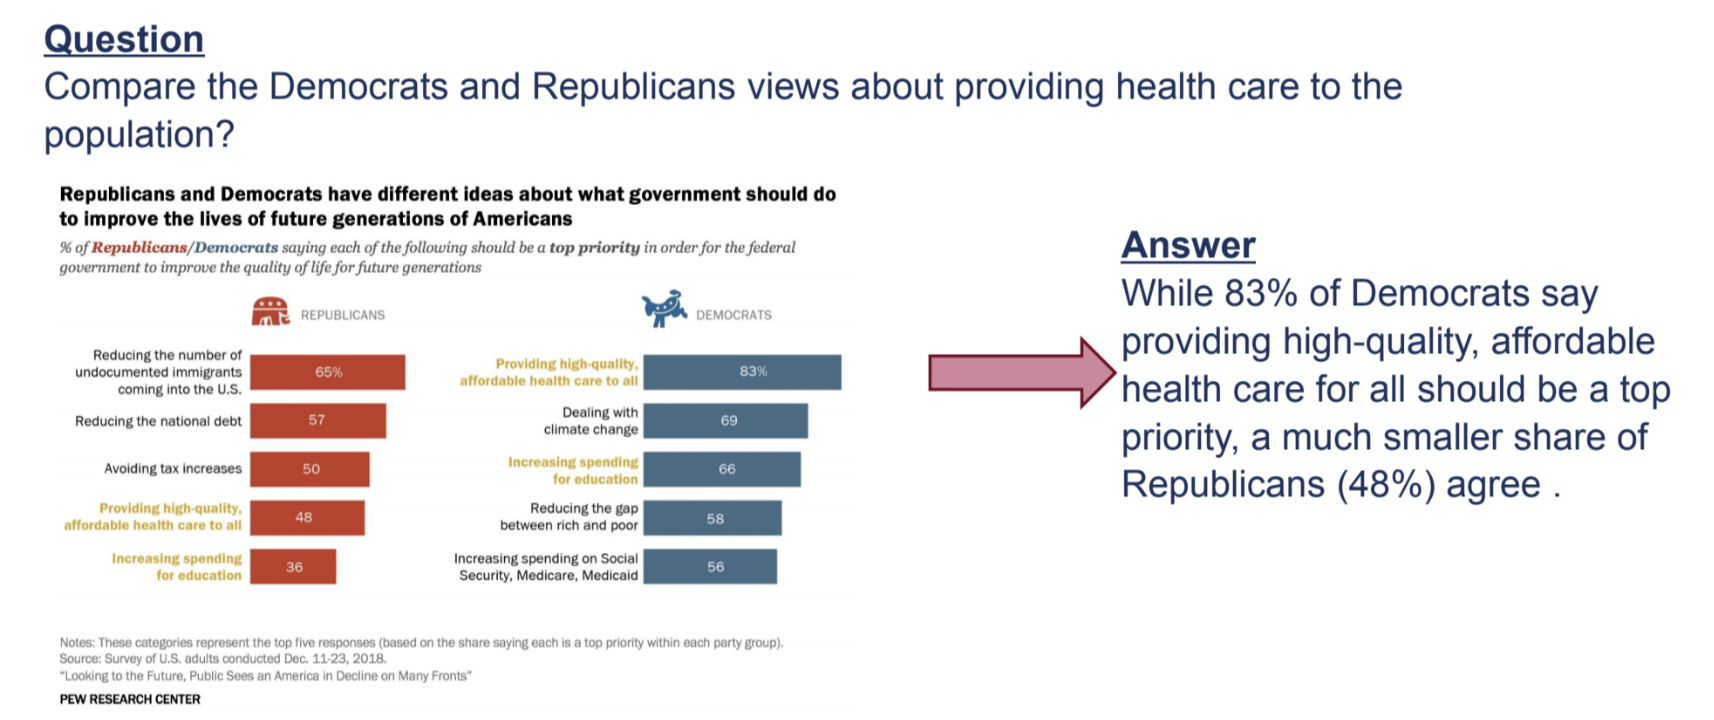 Question
Compare the Democrats and Republicans views about providing health care to the
population?
Republicans and Democrats have different ideas about what government should do
to improve the lives of future generations of Americans
% of Republicans/Democrats saying each of the following should be a top priority in order for the federal
government to improve the quality of life for future generations
REPUBLICANS
Reducing the number of
undocumented immigrants
coming into the U.S.
65%
Reducing the national debt
57
Avoiding tax increases
50
Providing high-quality,
affordable health care to all
48
Increasing spending
for education
36
DEMOCRATS
Providing high-quality,
affordable health care to all
83%
Dealing with
climate change
69
Increasing spending
for education
66
Reducing the gap
between rich and poor
58
Increasing spending on Social
Security, Medicare, Medicaid
56
Notes: These categories represent the top five responses (based on the share saying each is a top priority within each party group).
Source: Survey of U.S. adults conducted Dec. 11-23, 2018.
"Looking to the Future, Public Sees an America in Decline on Many Fronts"
PEW RESEARCH CENTER
Answer
While 83% of Democrats say
providing high-quality, affordable
health care for all should be a top
priority, a much smaller share of
Republicans (48%) agree .